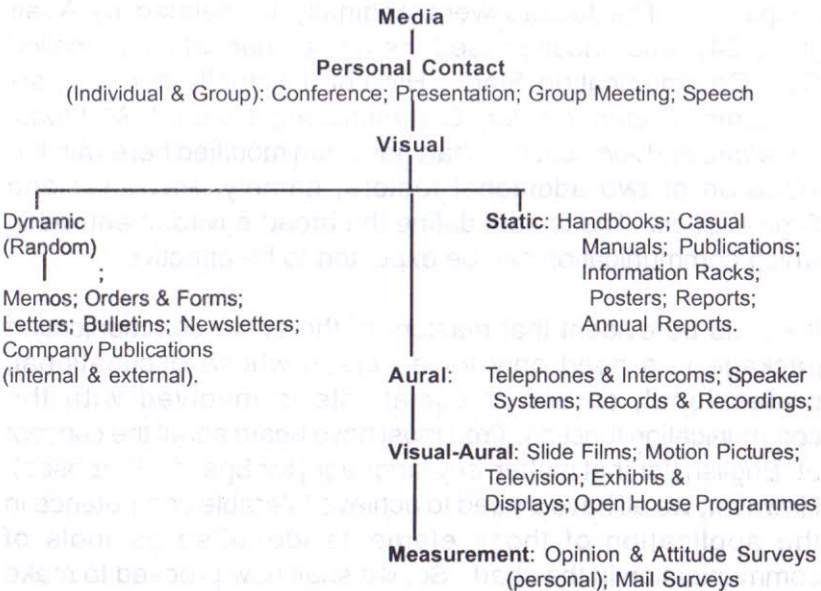 Media
Personal Contact
(Individual & Group): Conference; Presentation; Group Meeting; Speech
Visual
Dynamic
(Random)
;
Memos; Orders & Forms;
Letters; Bulletins; Newsletters;
Company Pubcations
(internal & external).
Static: Handbooks; Casual
Manuals; Publications;
Information Racks;
Posters; Reports;
Annual Reports.
Aural: Telephones & Intercoms; Speaker
Systems; Records & Recordings;
Visual-Aural: Slide Films; Motion Pictures;
Television; Exhibits &
Displays; Open House Programmes
Measurement: Opinion & Attitude Surveys
(personal); Mail Surveys